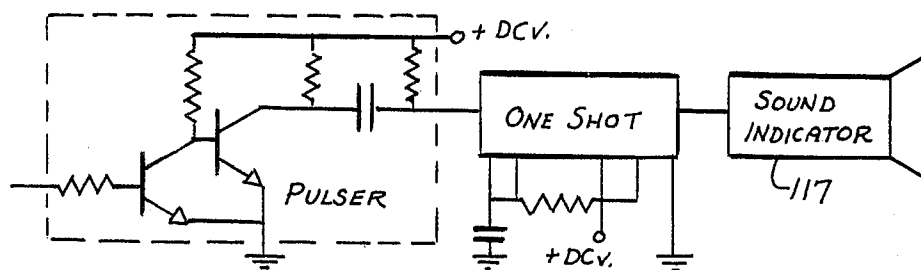 + DCV.
ONE SHOT
SOUND
INDICATOR
PULSER
117
+DCV.